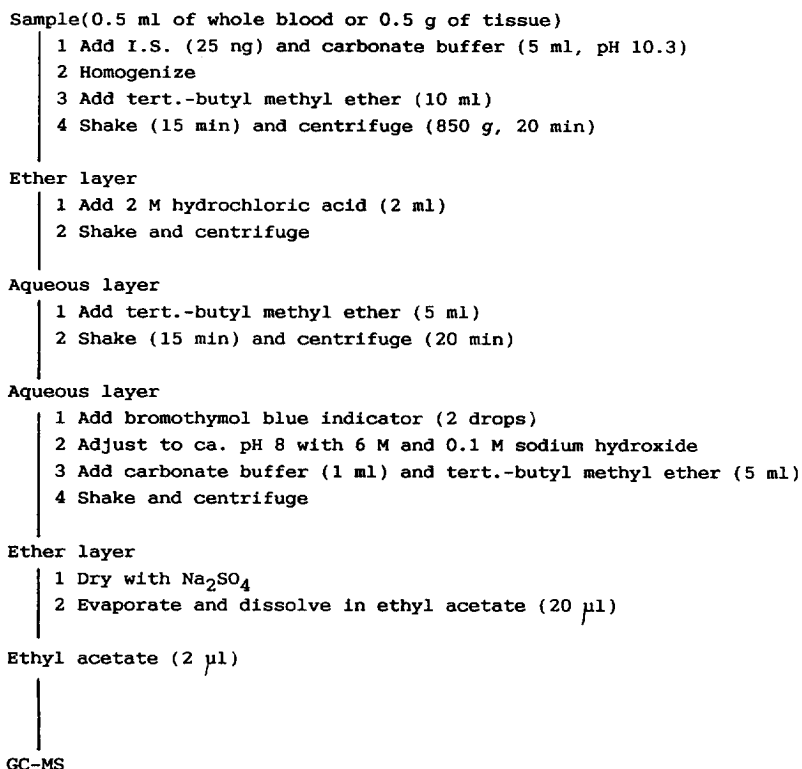 Sample(0.5 ml of whole blood or 0.5 g of tissue)
1 Add I.S. (25 ng) and carbonate buffer (5 ml, pH 10.3)
2 Homogenize
3 Add tert.-butyl methyl ether (10 ml)
4 Shake (15 min) and centrifuge (850 g, 20 min)
Ether layer
1 Add 2 M hydrochloric acid (2 ml)
2 Shake and centrifuge
Aqueous layer
1 Add tert.-butyl methyl ether (5 ml)
2 Shake (15 min) and centrifuge (20 min)
Aqueous layer
1 Add bromothymol blue indicator (2 drops)
2 Adjust to ca. pH 8 with 6 M and 0.1 M sodium hydroxide
3 Add carbonate buffer (1 ml) and tert.-butyl methyl ether (5 ml)
4 Shake and centrifuge
Ether layer
1 Dry with Na₂SO₄
2 Evaporate and dissolve in ethyl acetate (20 µl)
Ethyl acetate (2 µl)
GC-MS